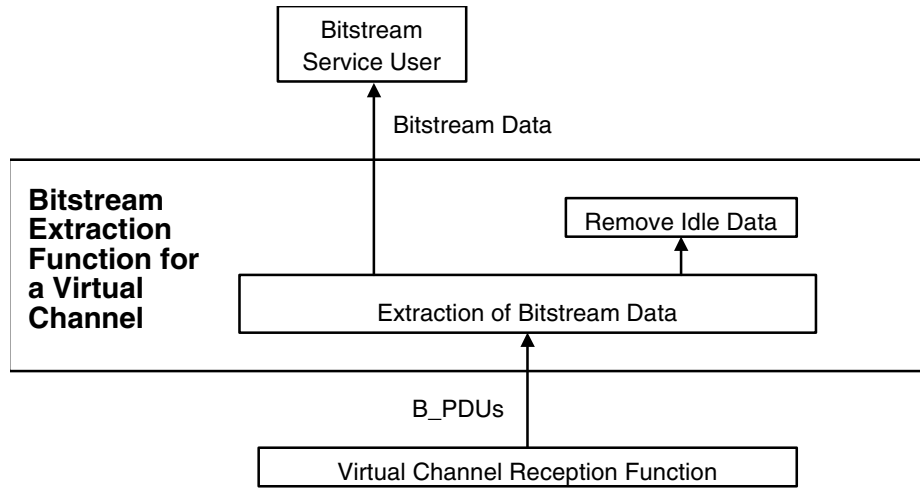 Bitstream
Service User
Bitstream Data
Bitstream
Extraction
Function for
a Virtual
Channel
Remove Idle Data
Extraction of Bitstream Data
B_PDUs
Virtual Channel Reception Function